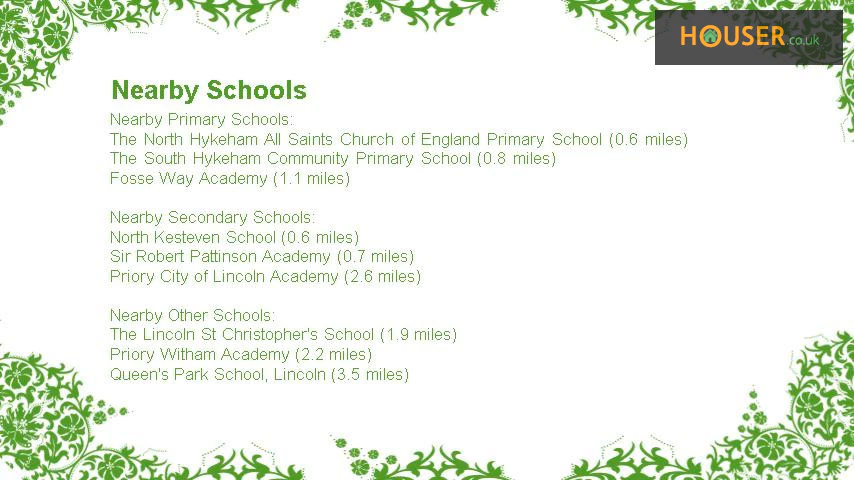 HOUSER.co.uk
Nearby Schools
Nearby Primary Schools:
The North Hykeham All Saints Church of England Primary School (0.6 miles)
The South Hykeham Community Primary School (0.8 miles)
Fosse Way Academy (1.1 miles)
Nearby Secondary Schools:
North Kesteven School (0.6 miles)
Sir Robert Pattinson Academy (0.7 miles)
Priory City of Lincoln Academy (2.6 miles)
Nearby Other Schools:
The Lincoln St Christopher's School (1.9 miles)
Priory Witham Academy (2.2 miles)
Queen's Park School, Lincoln (3.5 miles)